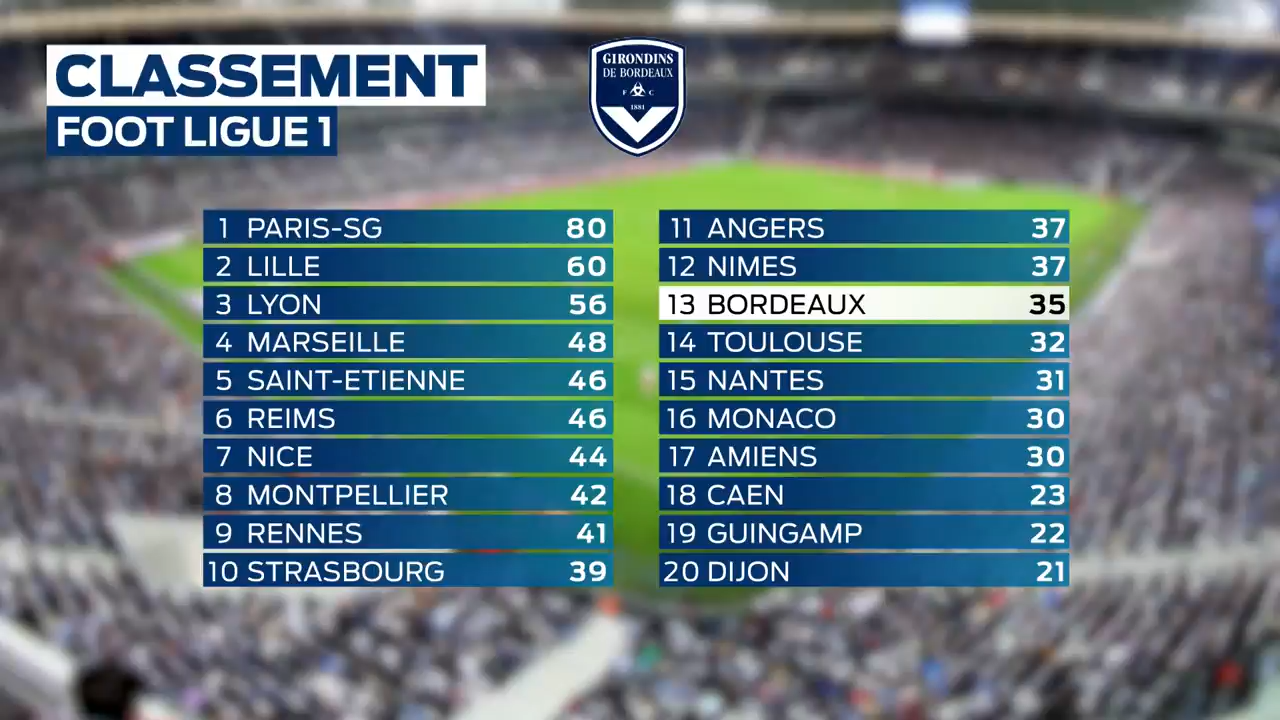 CLASSEMENT
FOOT LIGUE 1
GIRONDINS
DE BORDEAUX
F C
1881
1 PARIS-SG 80
2 LILLE 60
3 LYON 56
4 MARSEILLE 48
5 SAINT-ETIENNE 46
6 REIMS 46
7 NICE 44
8 MONTPELLIER 42
9 RENNES 41
10 STRASBOURG 39
11 ANGERS 37
12 NIMES 37
13 BORDEAUX 35
14 TOULOUSE 32
15 NANTES 31
16 MONACO 30
17 AMIENS 30
18 CAEN 23
19 GUINGAMP 22
20 DIJON 21